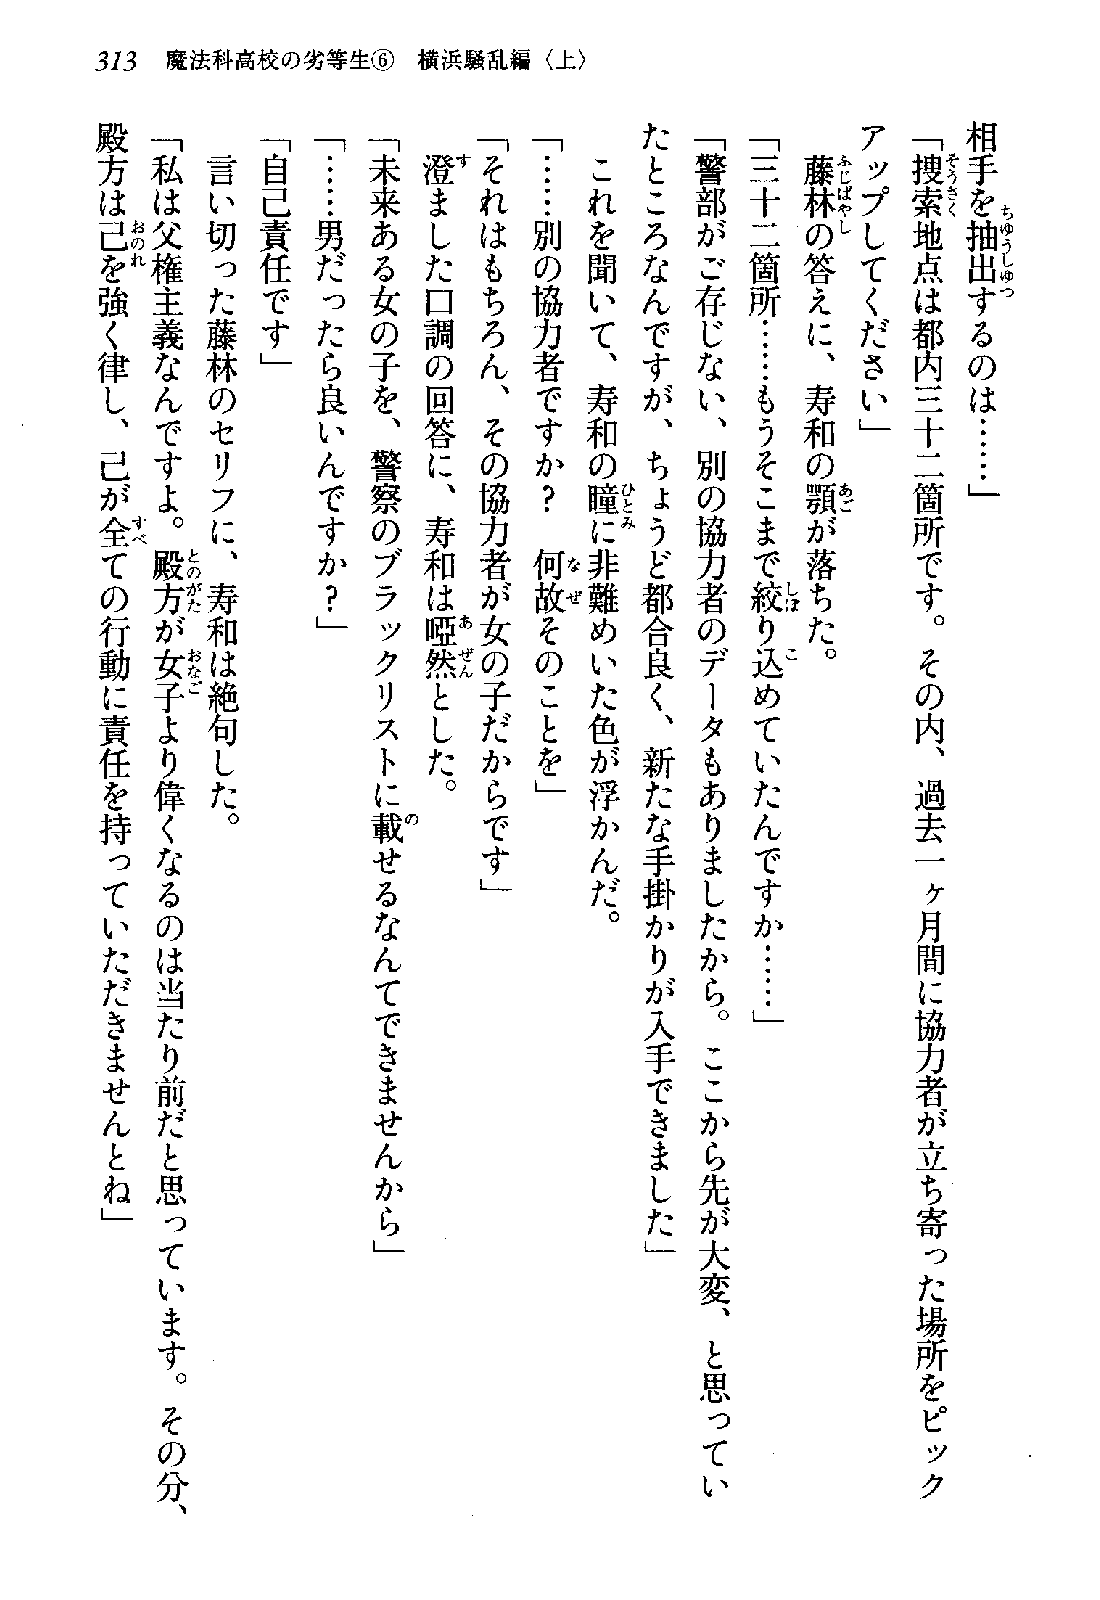 313 魔法科高校の劣等生⑥ 横浜騒乱編〈上〉
相手を抽出するのは……」
「捜索地点は都内三十二箇所です。その内、過去一ヶ月間に協力者が立ち寄った場所をピック
アップしてください」
藤林の答えに、寿和の顎が落ちた。
「三十二箇所……もうそこまで絞り込めていたんですか……」
「警部がご存じない、別の協力者のデータもありましたから。ここから先が大変、と思ってい
たところなんですが、ちょうど都合良く、新たな手掛かりが入手できました」
これを聞いて、寿和の瞳に非難めいた色が浮かんだ。
「……別の協力者ですか? 何故そのことを」
「それはもちろん、その協力者が女の子だからです」
澄ました口調の回答に、寿和は啞然とした。
「未来ある女の子を、警察のブラックリストに載せるなんてできませんから」
「……男だったら良いんですか?」
「自己責任です」
言い切った藤林のセリフに、寿和は絶句した。
「私は父権主義なんですよ。殿方が女子より偉くなるのは当たり前だと思っています。その分、
殿方は己を強く律し、己が全ての行動に責任を持っていただきませんとね」